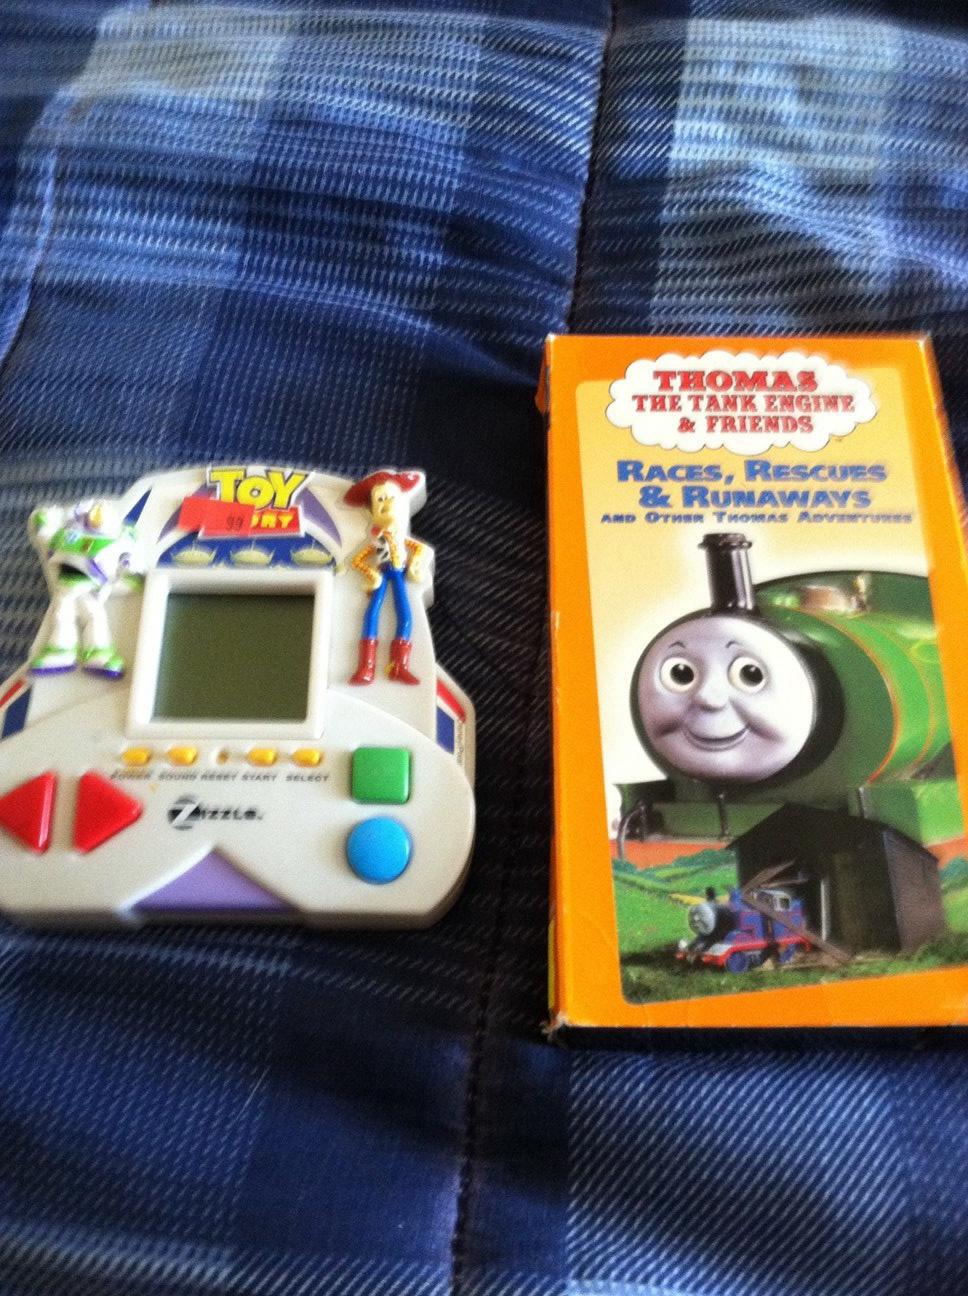 TOY
99
RY
POWER SOUND RESET START SELECT
ZIZZLE.
THOMAS
THE TANK ENGINE
& FRIENDS
RACES, RESCUES
& RUNAWAYS
AND OTHER THOMAS ADVENTURES